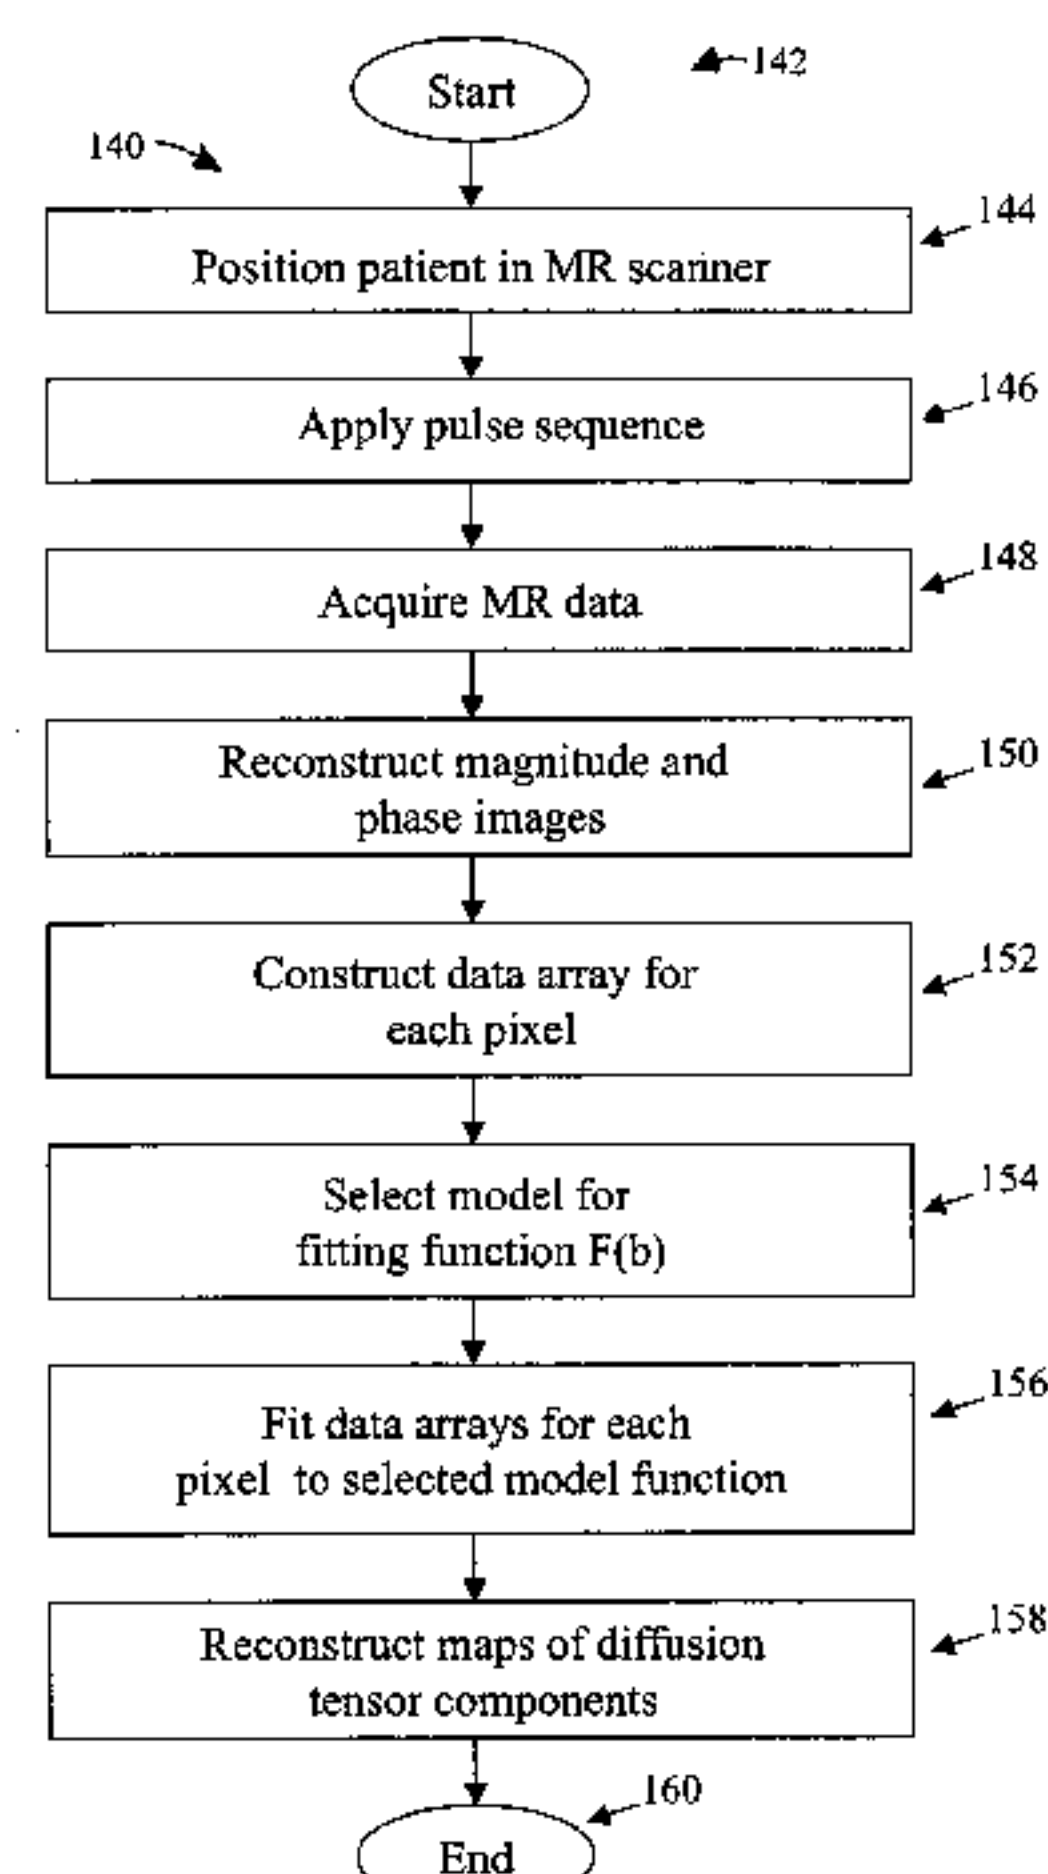 Start
142
140
Position patient in MR scanner
144
Apply pulse sequence
146
Acquire MR data
148
Reconstruct magnitude and
phase images
150
Construct data array for
each pixel
152
Select model for
fitting function F(b)
154
Fit data arrays for each
pixel to selected model function
156
Reconstruct maps of diffusion
tensor components
158
160
End